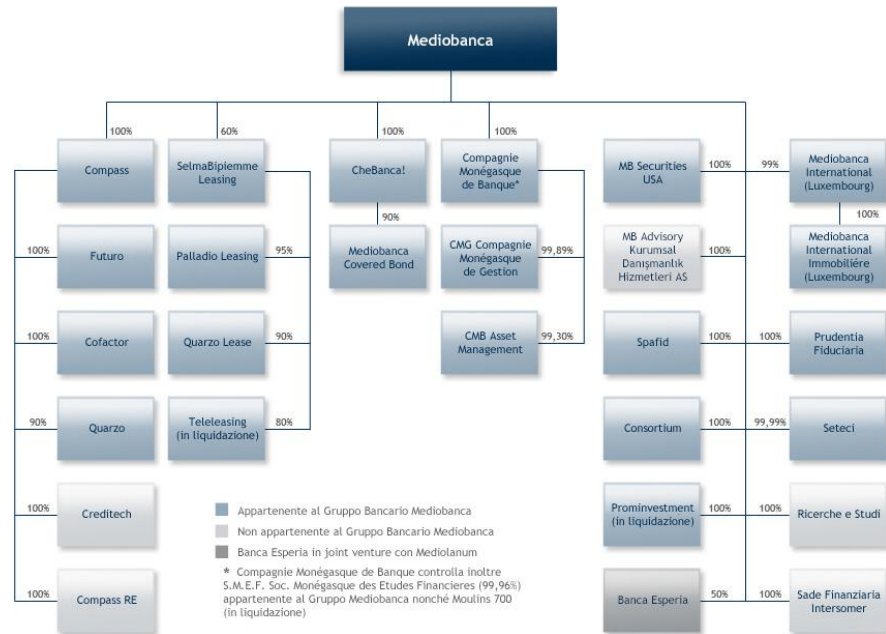 Mediobanca
100%
60%
100%
100%
Compass
SelmaBipiemme
Leasing
CheBanca!
Compagnie
Monégasque
de Banque*
MB Securities
USA
100%
99%
Mediobanca
International
(Luxembourg)
90%
100%
100%
Futuro
Palladio Leasing
95%
Mediobanca
Covered Bond
CMG Compagnie
Monégasque
de Gestion
99,89%
MB Advisory
Kurumsal
Danışmanlık
Hizmetleri AS
100%
Mediobanca
International
Immobiliére
(Luxembourg)
100%
Cofactor
Quarzo Lease
90%
CMB Asset
Management
99,30%
Spafid
100%
100%
Prudentia
Fiduciaria
90%
Quarzo
Teleleasing
(in liquidazione)
80%
Consortium
100%
99,99%
Seteci
100%
Creditech
Prominvestment
(in liquidazione)
100%
100%
Ricerche e Studi
100%
Compass RE
Banca Esperia
50%
100%
Sade Finanziaria
Intersomer
Appartenente al Gruppo Bancario Mediobanca
Non appartenente al Gruppo Bancario Mediobanca
Banca Esperia in joint venture con Mediolanum
* Compagnie Monégasque de Banque controlla inoltre
S.M.E.F. Soc. Monégasque des Etudes Financieres (99,96%)
appartenente al Gruppo Mediobanca nonché Moulins 700
(in liquidazione)